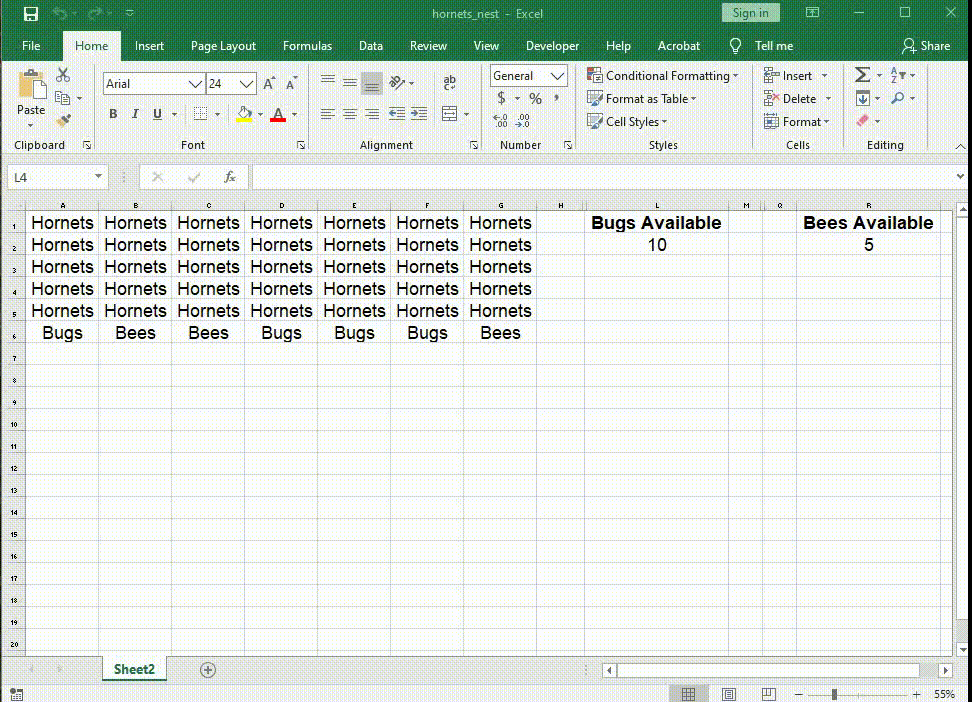 hornets_nest - Excel Sign in
File Home Insert Page Layout Formulas Data Review View Developer Help Acrobat Tell me Share
Arial 24 ab General Conditional Formatting Insert
Paste B I U A $ % , Format as Table Delete
Cell Styles Format
Clipboard Font Alignment Number Styles Cells Editing
L4 fx
A B C D E F G H L M Q R
1 Hornets Hornets Hornets Hornets Hornets Hornets Hornets Bugs Available Bees Available
2 Hornets Hornets Hornets Hornets Hornets Hornets Hornets 10 5
3 Hornets Hornets Hornets Hornets Hornets Hornets Hornets
4 Hornets Hornets Hornets Hornets Hornets Hornets Hornets
5 Hornets Hornets Hornets Hornets Hornets Hornets Hornets
6 Bugs Bees Bees Bugs Bugs Bugs Bees
7
8
9
10
11
12
13
14
15
16
17
18
19
20
Sheet2
55%